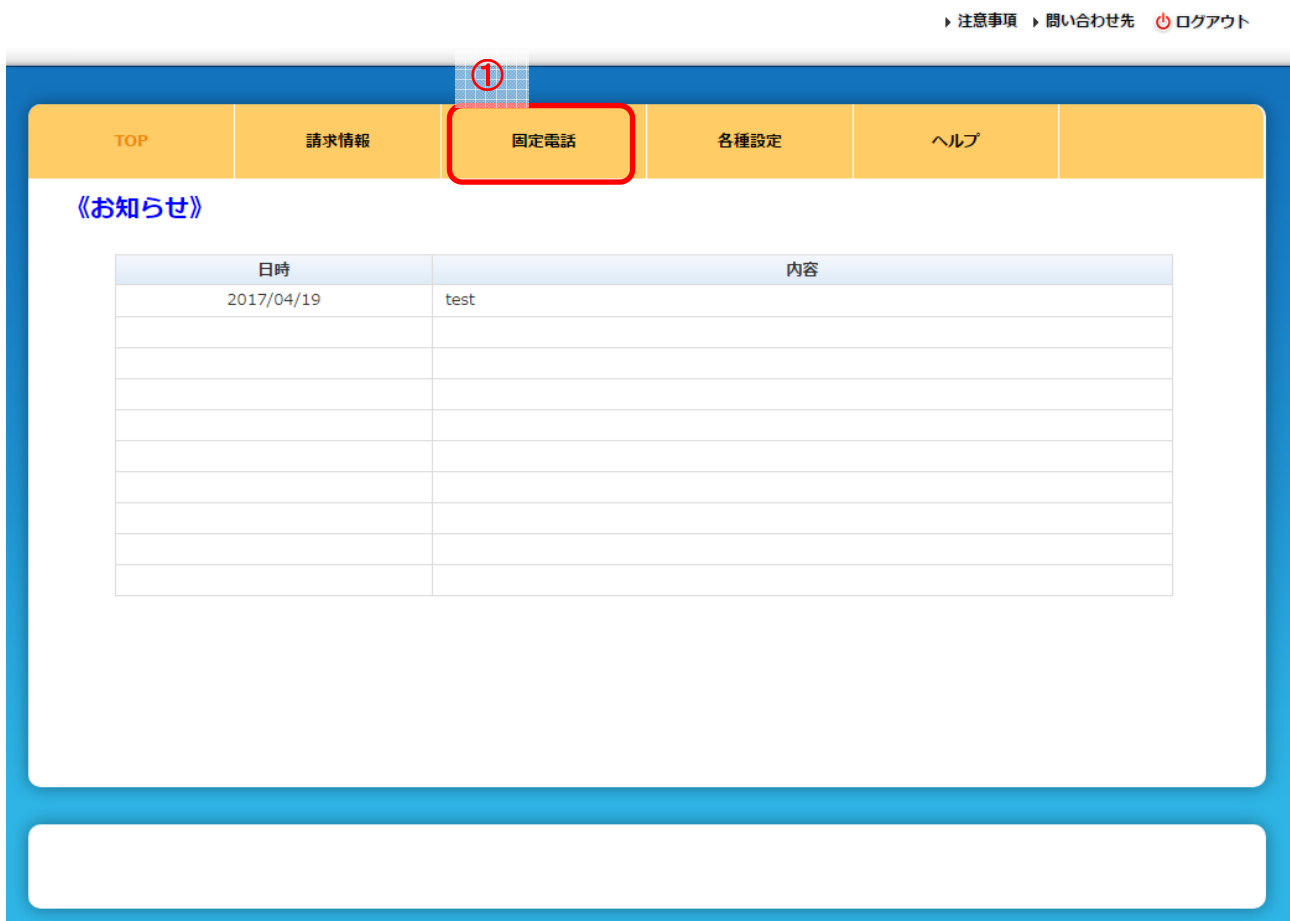 注意事項 問い合わせ先 ログアウト
①
TOP 請求情報 固定電話 各種設定 ヘルプ
《お知らせ》
日時 内容
2017/04/19 test